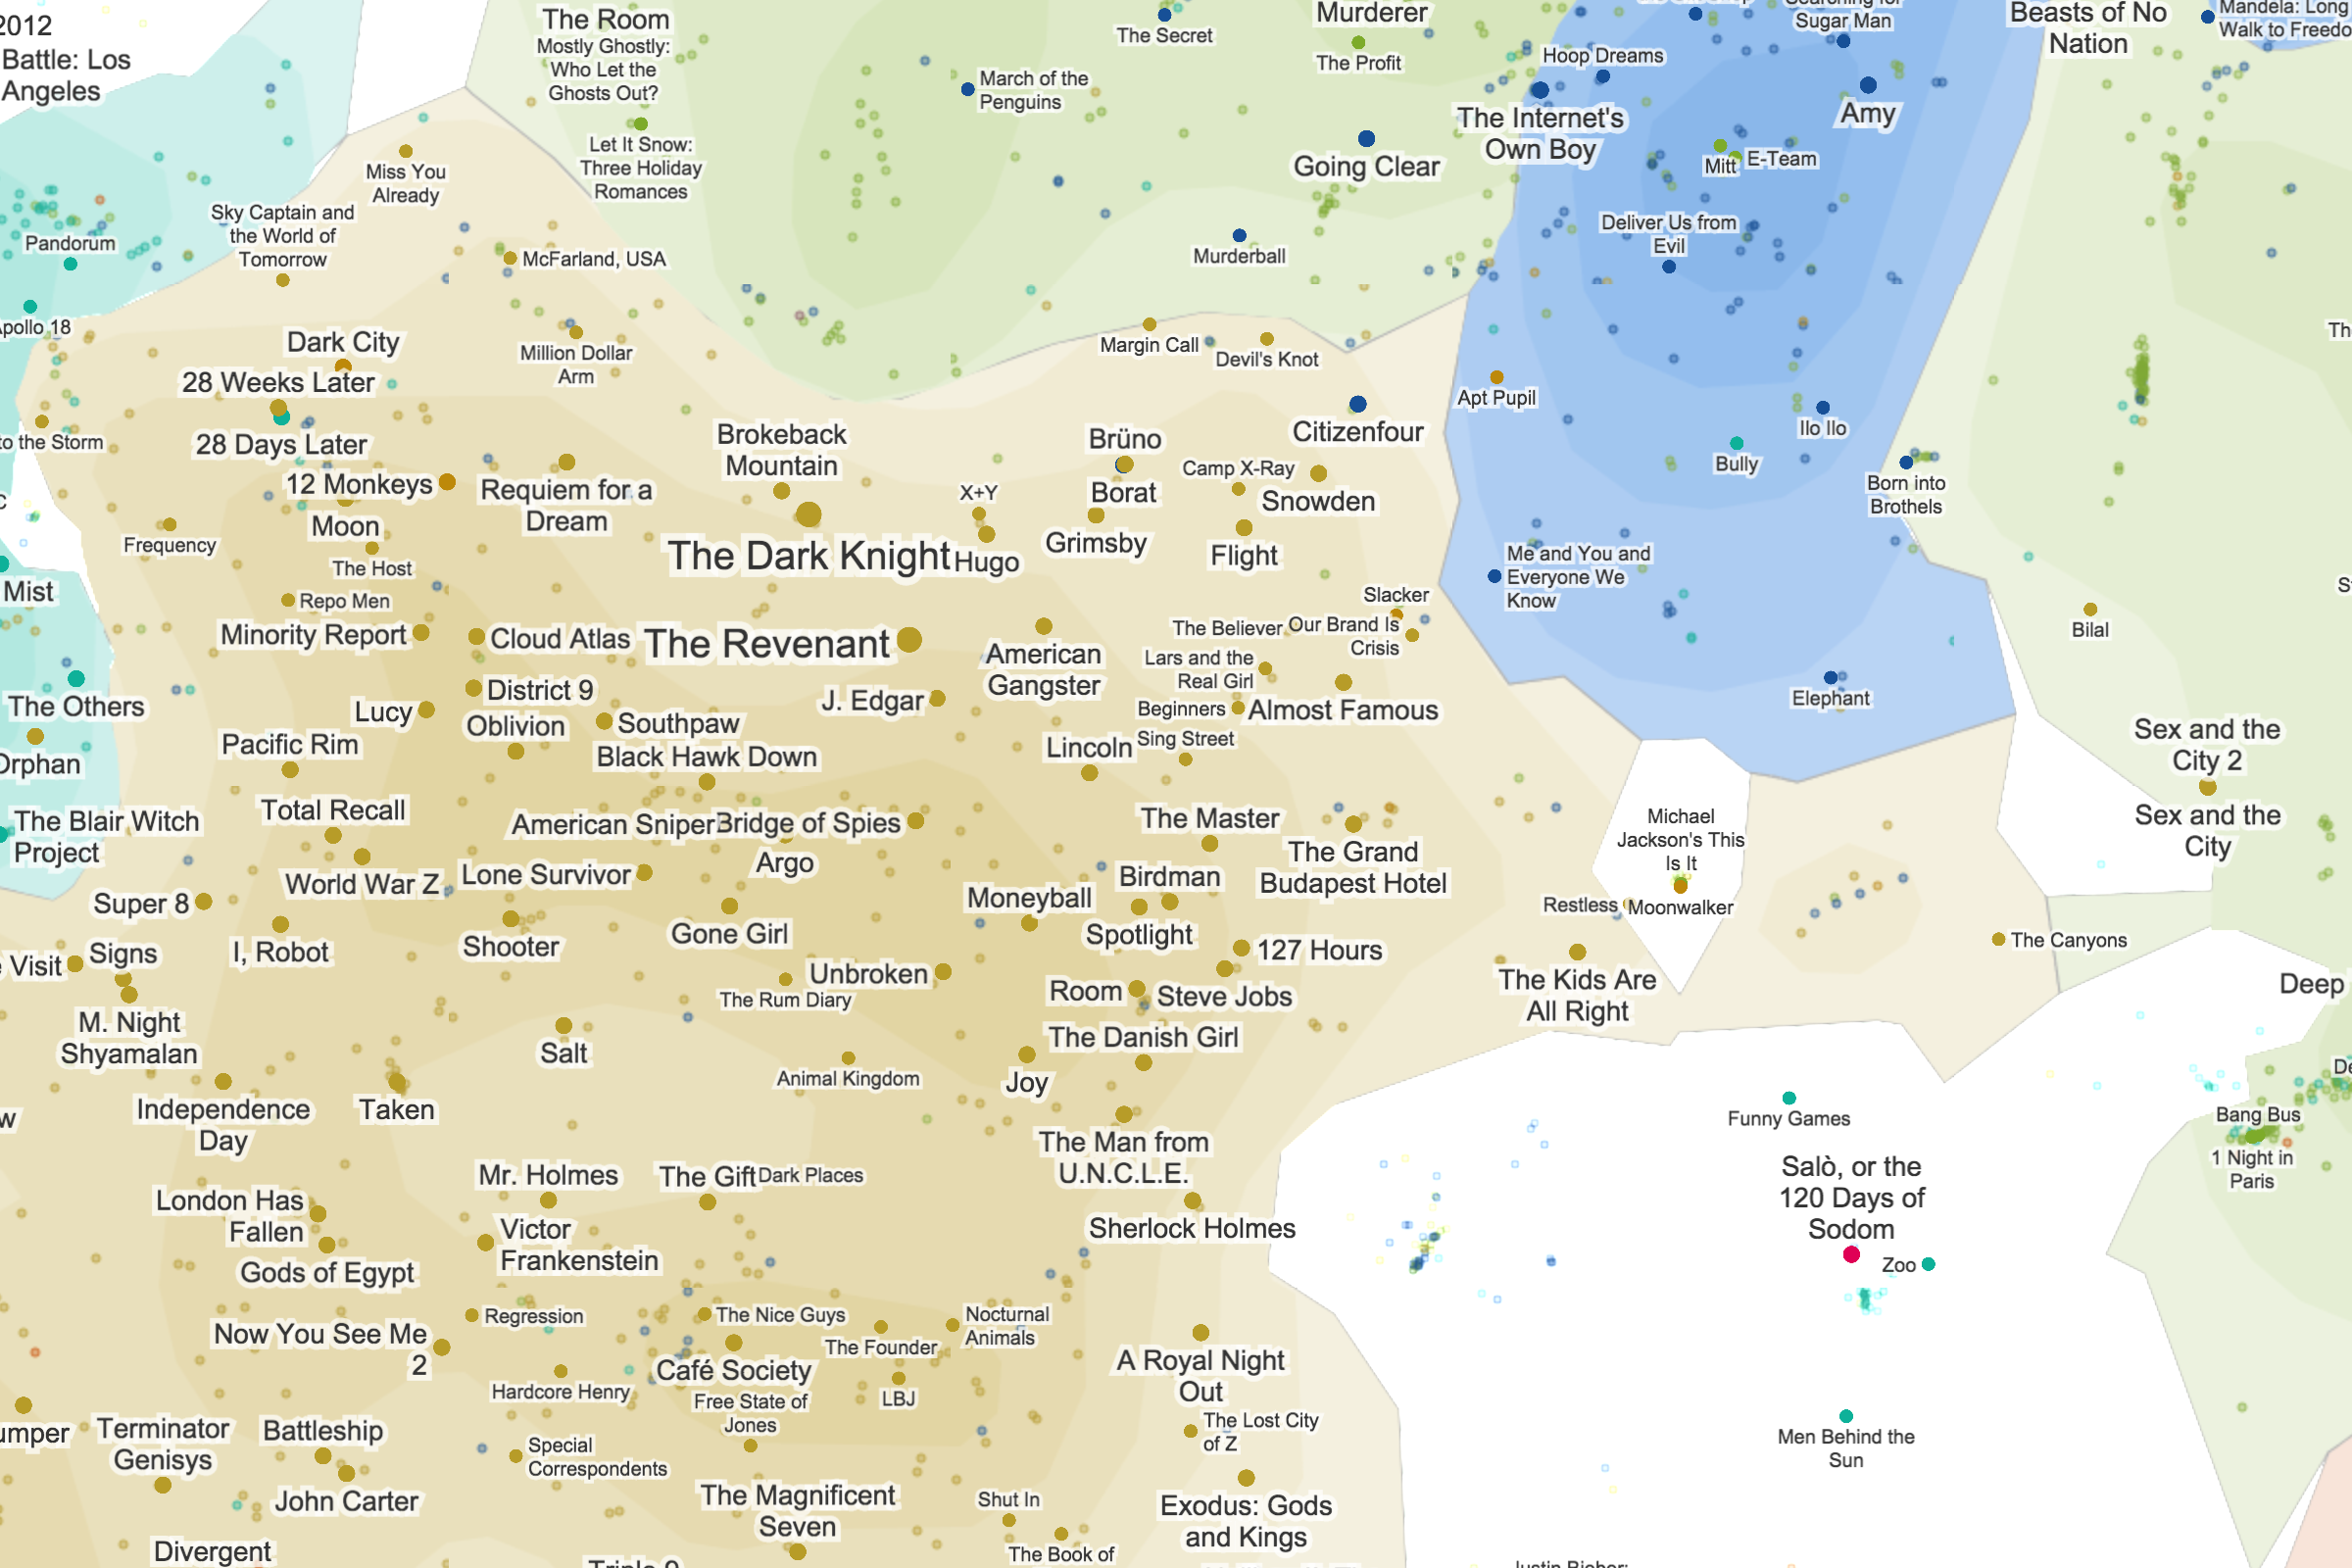 2012
Battle: Los
Angeles
The Room
Mostly Ghostly:
Who Let the
Ghosts Out?
Let It Snow:
Three Holiday
Romances
The Secret
March of the
Penguins
Murderer
The Profit
Going Clear
Murderball
Hoop Dreams
The Internet's
Own Boy
Searching for
Sugar Man
Amy
Mitt
E-Team
Deliver Us from
Evil
Beasts of No
Nation
Mandela: Long
Walk to Freedo
Miss You
Already
Sky Captain and
the World of
Tomorrow
McFarland, USA
Pandorum
Apollo 18
Million Dollar
Arm
Dark City
28 Weeks Later
28 Days Later
to the Storm
12 Monkeys
Moon
Requiem for a
Dream
Brokeback
Mountain
The Dark Knight
X+Y
Hugo
Margin Call
Devil's Knot
Citizenfour
Brüno
Borat
Grimsby
Camp X-Ray
Snowden
Flight
Apt Pupil
Ilo Ilo
Bully
Born into
Brothels
Me and You and
Everyone We
Know
Elephant
Th
Bilal
Frequency
The Host
Repo Men
Minority Report
Cloud Atlas
The Revenant
American
Gangster
Slacker
The Believer
Our Brand Is
Crisis
Lars and the
Real Girl
Beginners
Almost Famous
Sing Street
Mist
The Others
Orphan
District 9
Lucy
Oblivion
Southpaw
J. Edgar
Pacific Rim
Black Hawk Down
Lincoln
Sex and the
City 2
Sex and the
City
The Blair Witch
Project
Total Recall
World War Z
American Sniper
Bridge of Spies
Argo
The Master
The Grand
Budapest Hotel
Michael
Jackson's This
Is It
Moonwalker
Restless
Lone Survivor
Super 8
I, Robot
Shooter
Gone Girl
Moneyball
Birdman
Spotlight
127 Hours
The Kids Are
All Right
The Canyons
Visit
Signs
M. Night
Shyamalan
Unbroken
The Rum Diary
Room
Steve Jobs
The Danish Girl
Deep
Salt
Animal Kingdom
Joy
Independence
Day
Taken
The Man from
U.N.C.L.E.
Sherlock Holmes
Funny Games
Bang Bus
1 Night in
Paris
De
Salò, or the
120 Days of
Sodom
Zoo
Men Behind the
Sun
Mr. Holmes
The Gift
Dark Places
London Has
Fallen
Gods of Egypt
Victor
Frankenstein
Regression
The Nice Guys
Nocturnal
Animals
The Founder
Now You See Me
2
Café Society
Hardcore Henry
Free State of
Jones
LBJ
A Royal Night
Out
The Lost City
of Z
umper
Terminator
Genisys
Battleship
John Carter
Special
Correspondents
The Magnificent
Seven
Shut In
The Book of
Exodus: Gods
and Kings
Divergent
Triple 9
Justin Bieber: